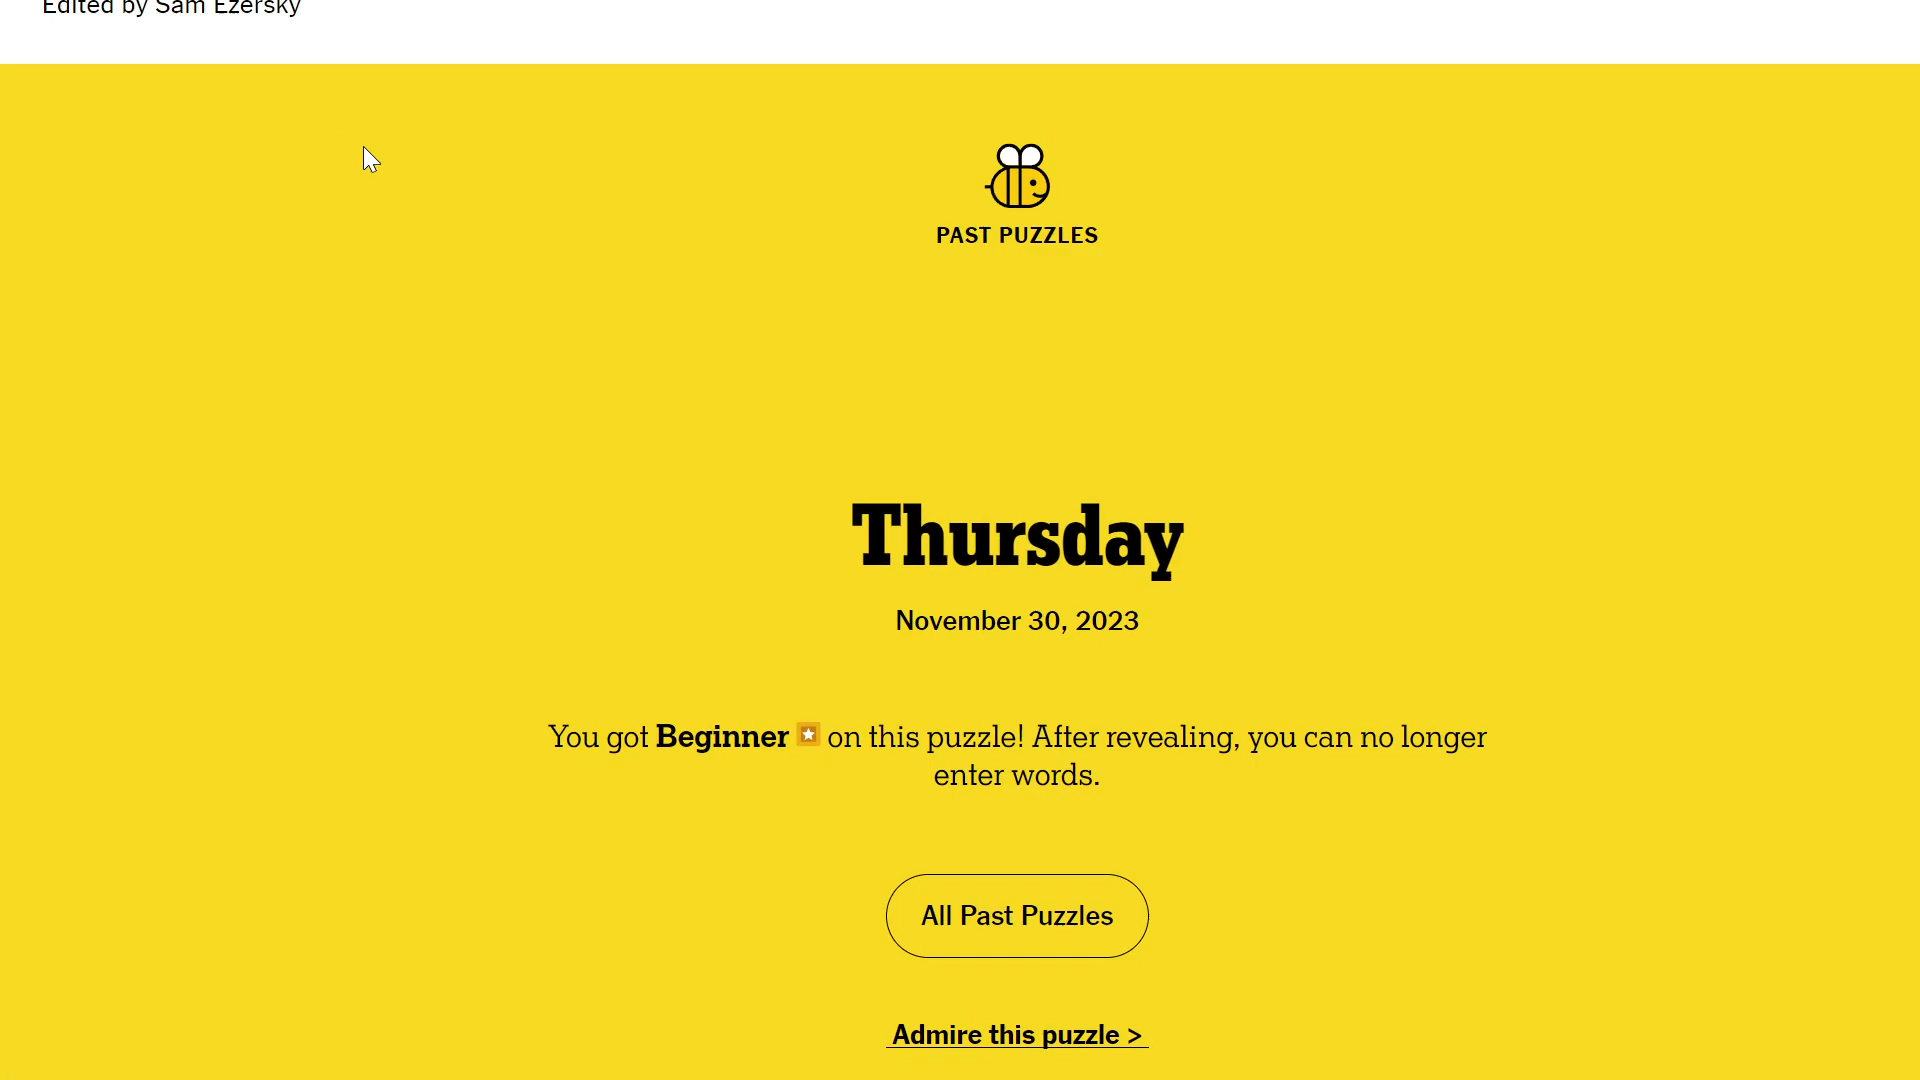 Edited by Sam Ezersky
PAST PUZZLES
Thursday
November 30, 2023
You got Beginner on this puzzle! After revealing, you can no longer
enter words.
All Past Puzzles
Admire this puzzle >